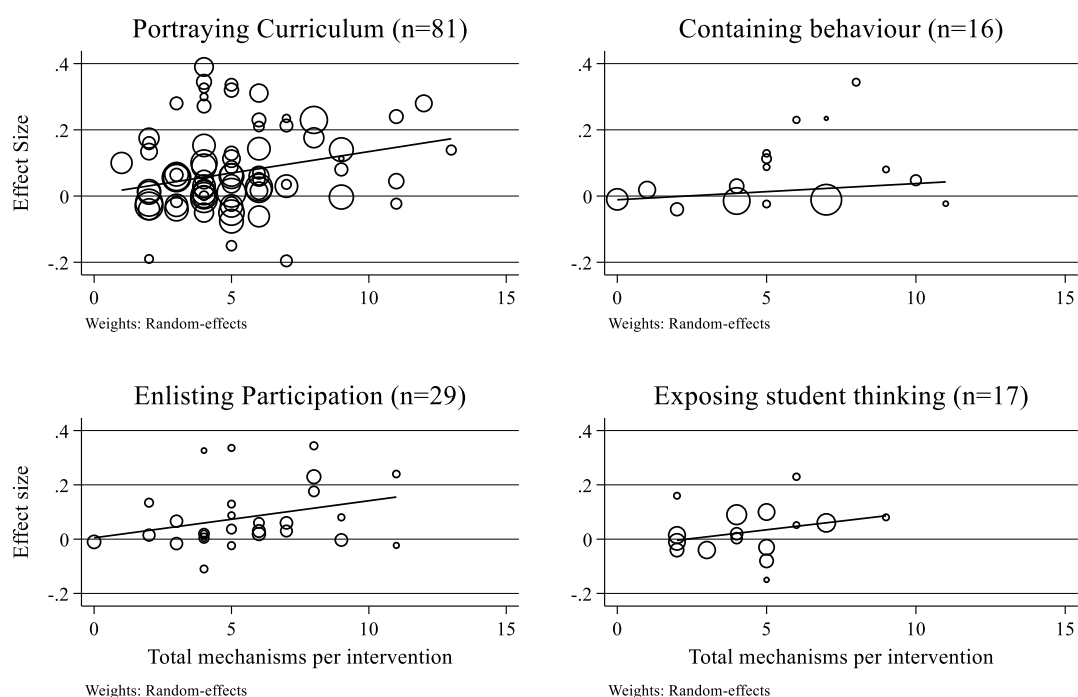 Portraying Curriculum (n=81)
Effect Size
.4
.2
0
-.2
0 5 10 15
Weights: Random-effects
Containing behaviour (n=16)
.4
.2
0
-.2
0 5 10 15
Weights: Random-effects
Enlisting Participation (n=29)
Effect size
.4
.2
0
-.2
0 5 10 15
Total mechanisms per intervention
Weights: Random-effects
Exposing student thinking (n=17)
.4
.2
0
-.2
0 5 10 15
Total mechanisms per intervention
Weights: Random-effects